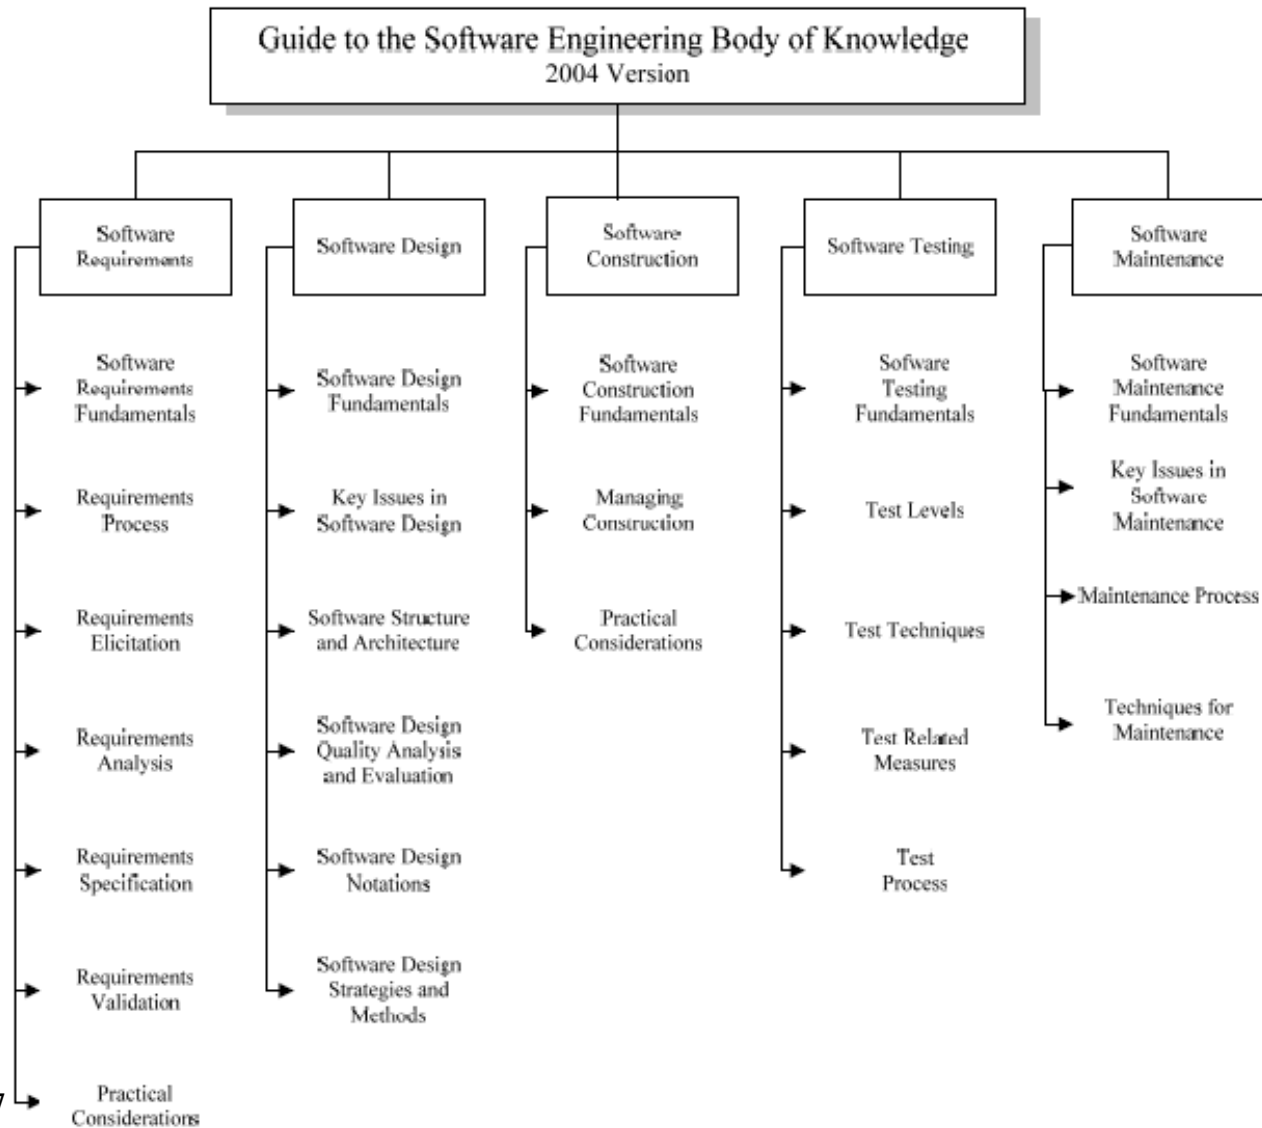 Guide to the Software Engineering Body of Knowledge
2004 Version
Software
Requirements
Software Design
Software
Construction
Software Testing
Software
Maintenance
Software
Requirements
Fundamentals
Requirements
Process
Requirements
Elicitation
Requirements
Analysis
Requirements
Specification
Requirements
Validation
Practical
Considerations
Software Design
Fundamentals
Key Issues in
Software Design
Software Structure
and Architecture
Software Design
Quality Analysis
and Evaluation
Software Design
Notations
Software Design
Strategies and
Methods
Software
Construction
Fundamentals
Managing
Construction
Practical
Considerations
Sofware
Testing
Fundamentals
Test Levels
Test Techniques
Test Related
Measures
Test
Process
Software
Maintenance
Fundamentals
Key Issues in
Software
Maintenance
Maintenance Process
Techniques for
Maintenance